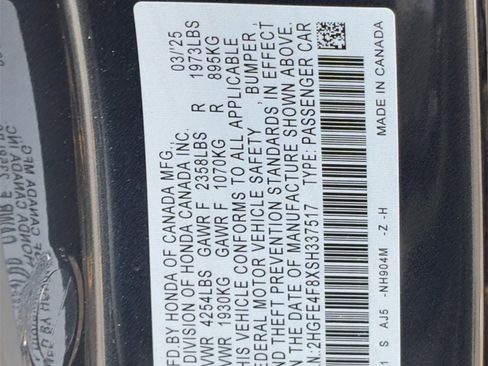 MFD.BY HONDA OF CANADA MFG., 03/25
DIVISION OF HONDA CANADA INC.
GVWR 4254LBS GAWR F 2358LBS R 1973LBS
GVWR 1930KG GAWR F 1070KG R 895KG
THIS VEHICLE CONFORMS TO ALL APPLICABLE
FEDERAL MOTOR VEHICLE SAFETY , BUMPER ,
THEFT PREVENTION STANDARDS IN EFFECT
ON THE DATE OF MANUFACTURE SHOWN ABOVE.
2HGFE4F8XSH337517 TYPE: PASSENGER CAR
S AJ5 -NH904M -Z -H MADE IN CANADA